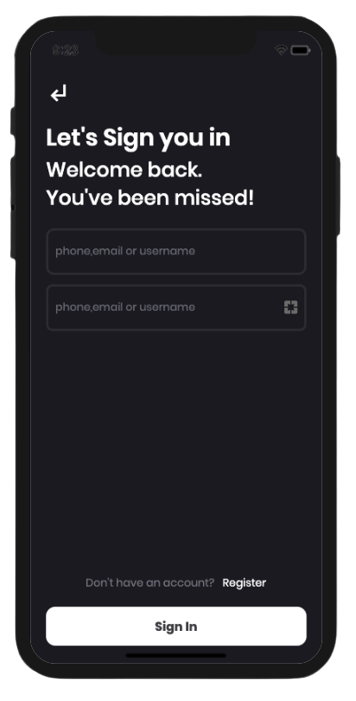 Let's Sign you in
Welcome back.
You've been missed!
phone,email or username
phone,email or username
Don't have an account? Register
Sign In